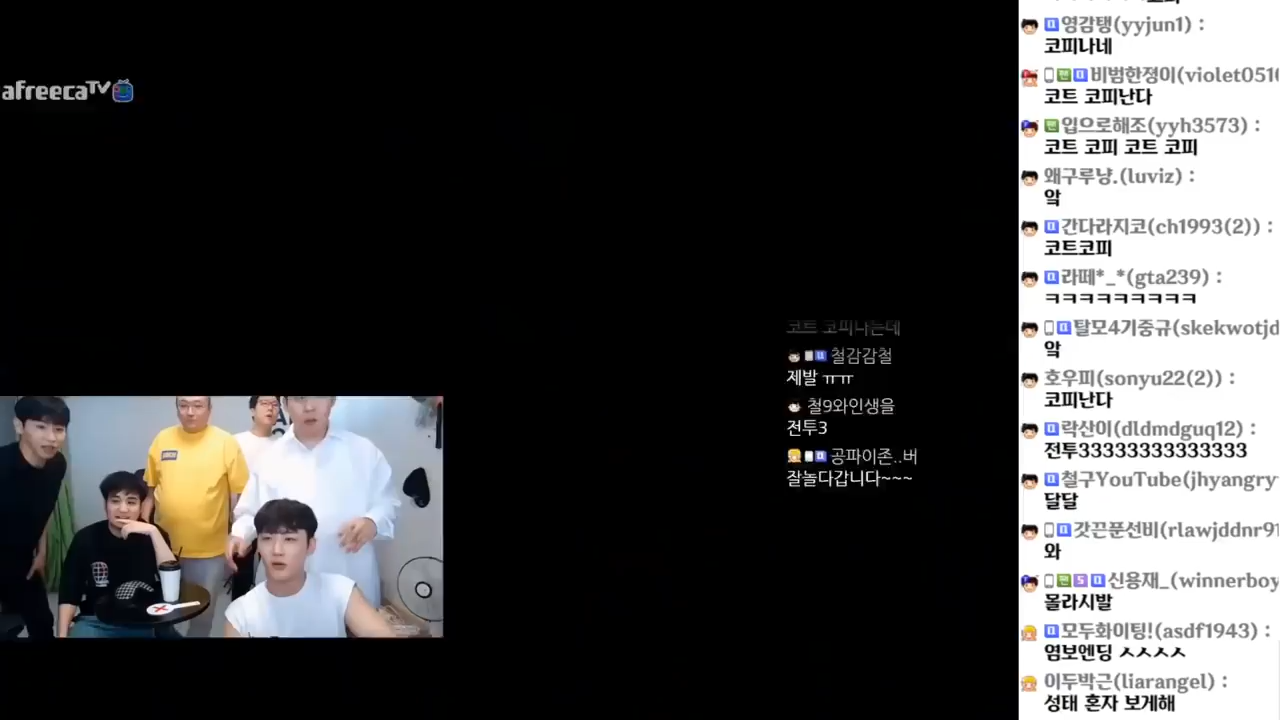 afreecaTV
코트 코피나는데
철감감철
제발 ㅠㅠ
철9와인생을
전투3
공파이존..버
잘놀다갑니다~~~
영감탱(yyjun1) :
코피나네
비범한졍이(violet051
코트 코피난다
입으로해조(yyh3573) :
코트 코피 코트 코피
왜구루냥.(luviz) :
앜
간다라지코(ch1993(2)) :
코트코피
라떼*_*(gta239) :
ㅋㅋㅋㅋㅋㅋㅋㅋㅋ
탈모4기중규(skekwotjd
앜
호우피(sonyu22(2)) :
코피난다
락산이(dldmdguq12) :
전투33333333333333
철구YouTube(jhyangry
달달
갓끈푼선비(rlawjddnr91
와
신용재_(winnerboy
몰라시발
모두화이팅!(asdf1943) :
염보엔딩 ㅅㅅㅅㅅ
이두박근(liarangel) :
성태 혼자 보게해